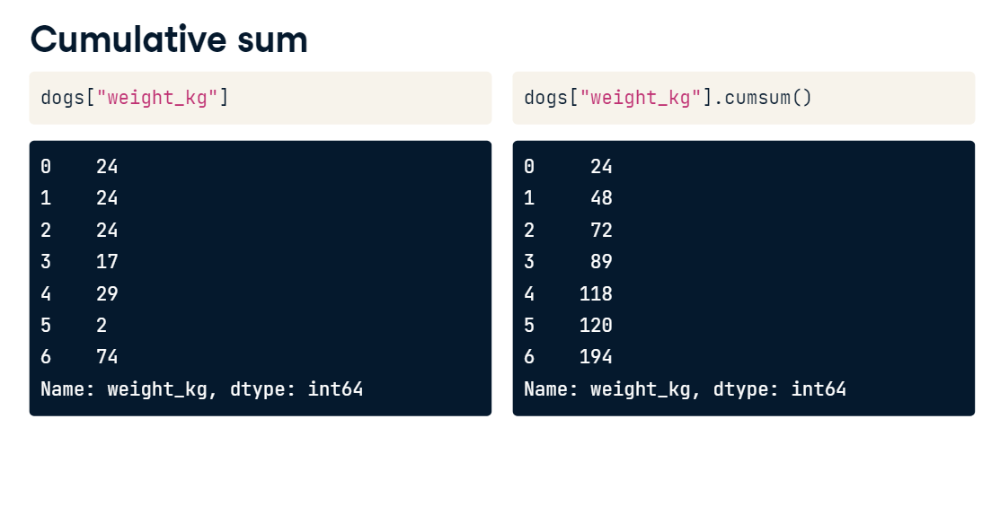 Cumulative sum
dogs["weight_kg"]
0    24
1    24
2    24
3    17
4    29
5    2
6    74
Name: weight_kg, dtype: int64
dogs["weight_kg"].cumsum()
0     24
1     48
2     72
3     89
4    118
5    120
6    194
Name: weight_kg, dtype: int64